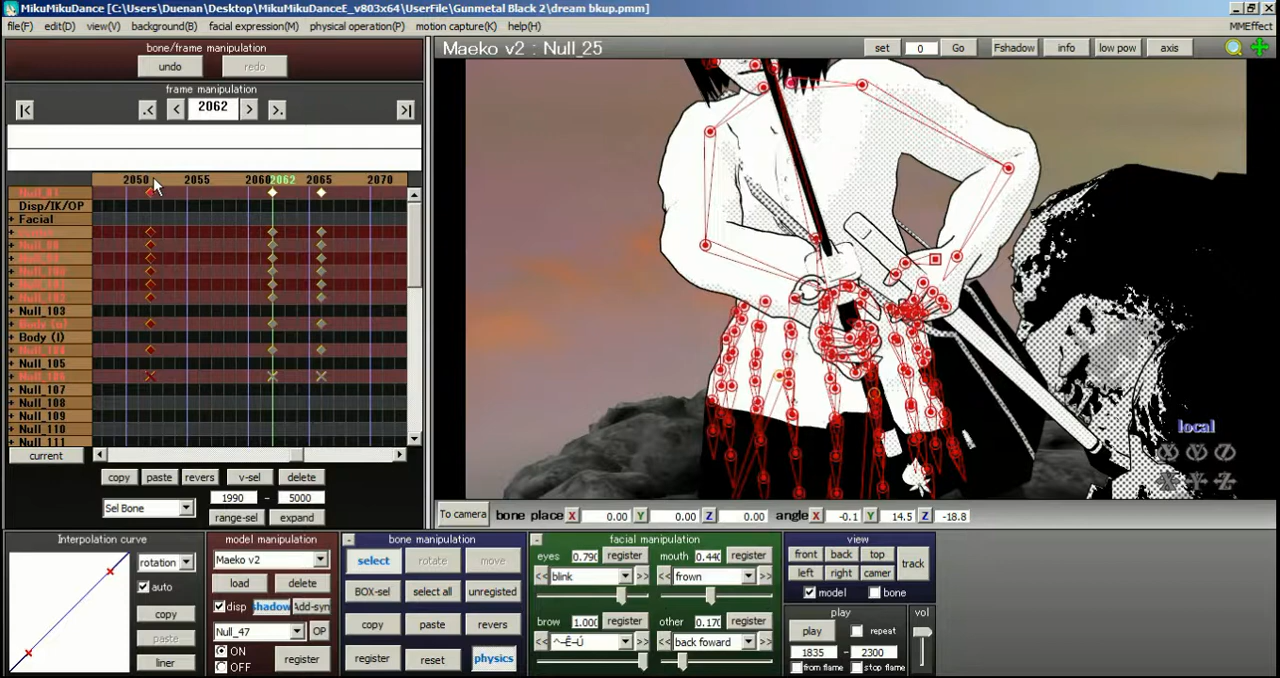 MikuMikuDance [C:\Users\Duenan\Desktop\MikuMikuDanceE_v803x64\UserFile\Gunmetal Black 2\dream bkup.pmm]
file(F) edit(D) view(V) background(B) facial expression(M) physical operation(P) motion capture(K) help(H) MMEffect
bone/frame manipulation
undo redo
frame manipulation
|< .< < 2062 > >. >|
2050 2055 2060 2062 2065 2070
Null_81
Disp/IK/OP
+ Facial
+ Null_100
+ Null_101
+ Null_102
+ Null_103
+ Body (u)
+ Body (l)
+ Null_104
+ Null_105
+ Null_106
+ Null_107
+ Null_108
+ Null_109
+ Null_110
+ Null_111
current
copy paste revers v-sel delete
Sel Bone 1990 - 5000
range-sel expand
Maeko v2 : Null_25
set 0 Go Fshadow info low pow axis
local
X Y Z
X Y Z
To camera bone place X 0.00 Y 0.00 Z 0.00 angle X -0.1 Y 14.5 Z -18.8
Interpolation curve
rotation
auto
copy
paste
liner
model manipulation
Maeko v2
load delete
disp shadow Add-syn
Null_47 OP
ON
OFF
register
- bone manipulation
select rotate move
BOX-sel select all unregisted
copy paste revers
register reset physics
- facial manipulation
eyes 0.790 register mouth 0.440 register
<< blink >> << frown >>
brow 1.000 register other 0.170 register
<< >> << back foward >>
view
front back top
left right camer
track
model bone
play
play repeat
1835 - 2300
from flame stop flame
vol